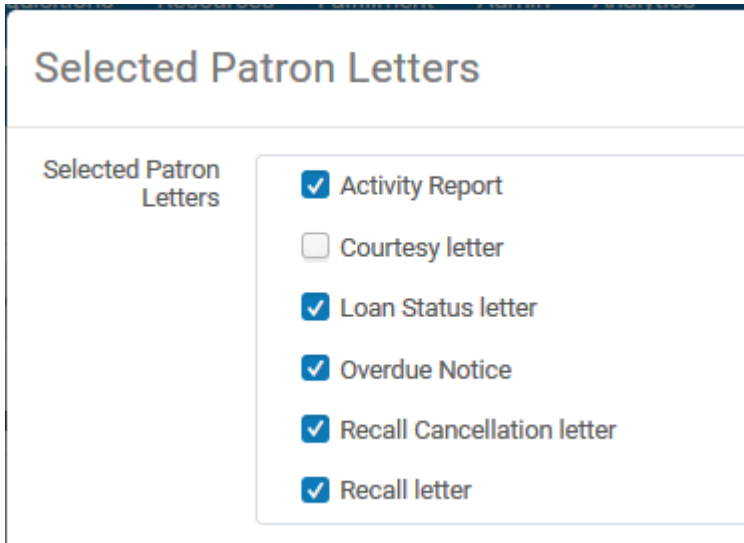 Selected Patron Letters
Selected Patron
Letters
Activity Report
Courtesy letter
Loan Status letter
Overdue Notice
Recall Cancellation letter
Recall letter